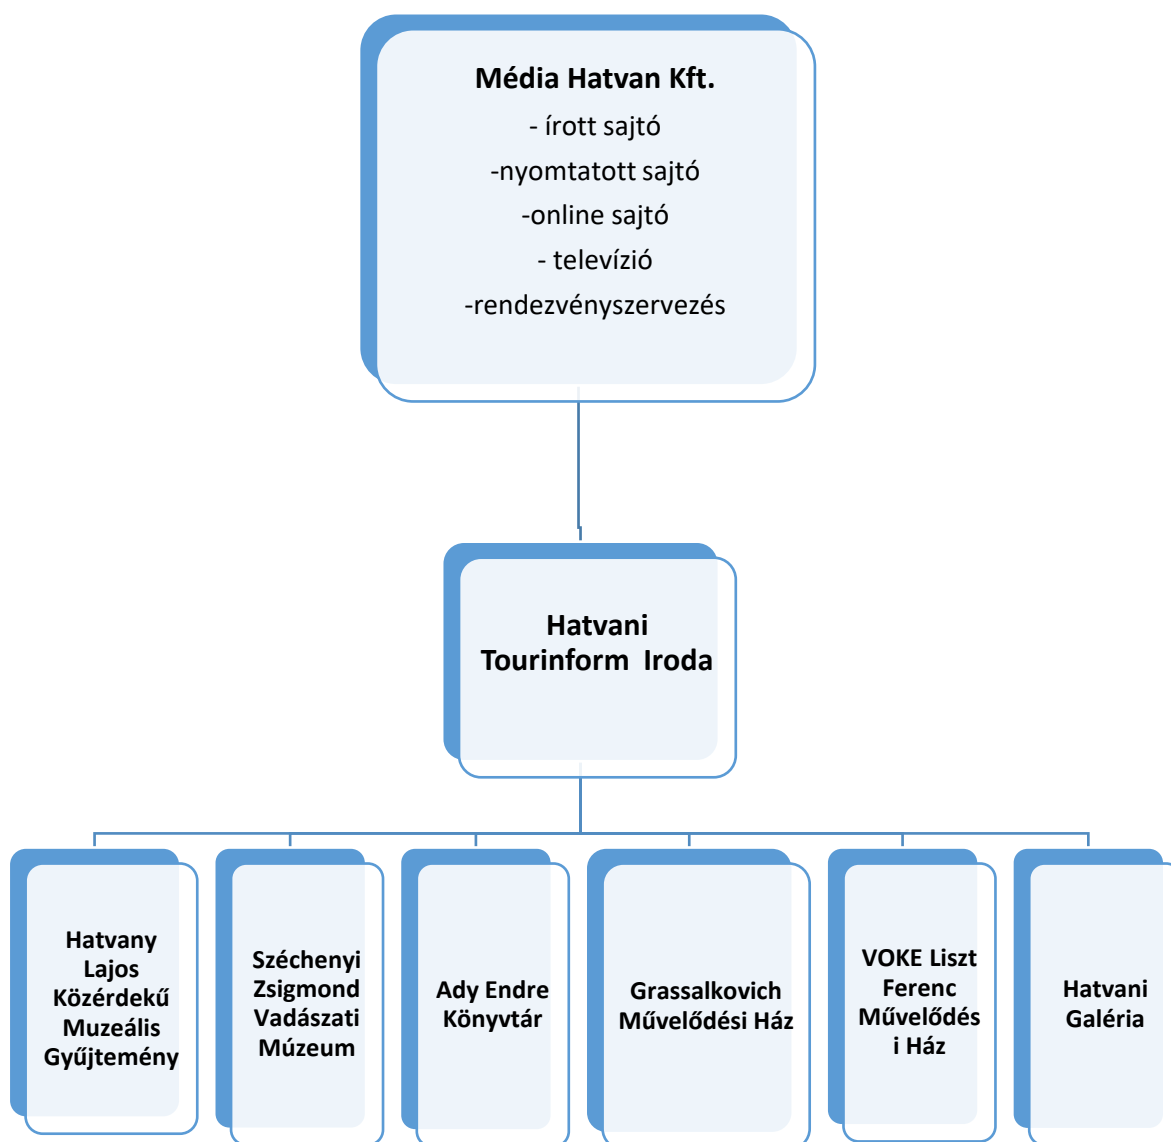 Média Hatvan Kft.
- írott sajtó
-nyomtatott sajtó
-online sajtó
- televízió
-rendezvényszervezés
Hatvani
Tourinform Iroda
Hatvany
Lajos
Közérdekű
Muzeális
Gyűjtemény
Széchenyi
Zsigmond
Vadászati
Múzeum
Ady Endre
Könyvtár
Grassalkovich
Művelődési Ház
VOKE Liszt
Ferenc
Művelődés
i Ház
Hatvani
Galéria